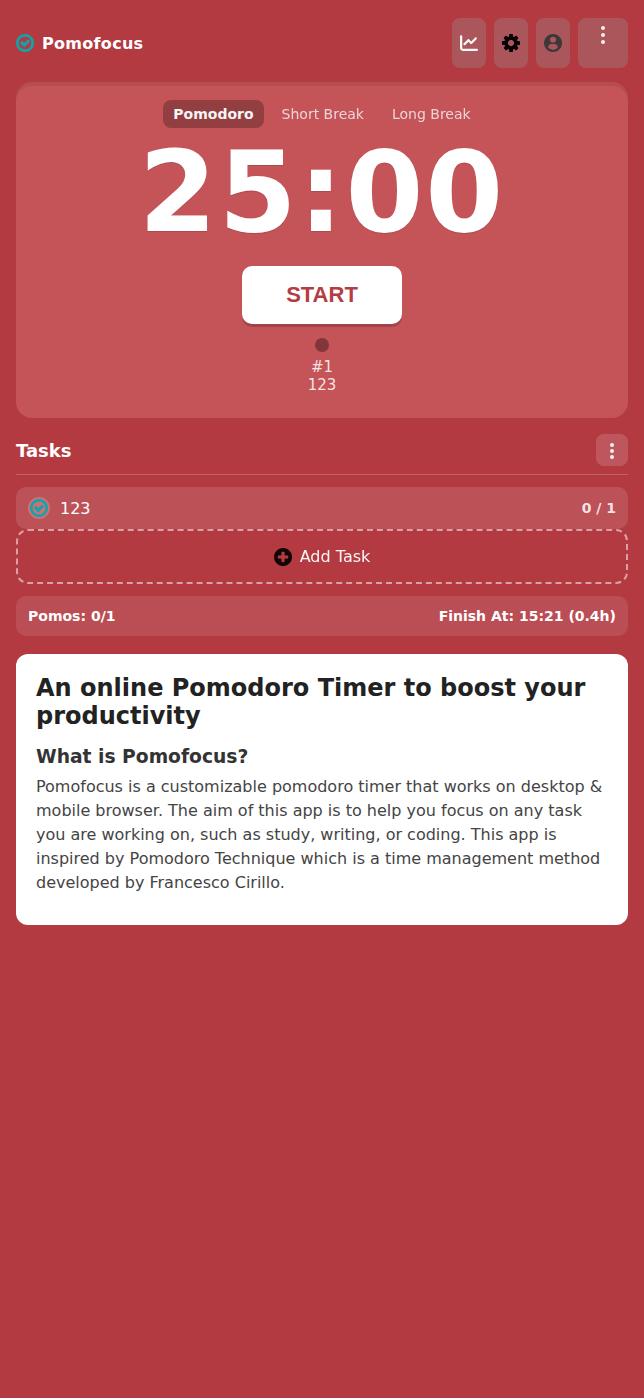 Pomofocus
Pomodoro Short Break Long Break
25:00
START
#1
123
Tasks
123 0 / 1
Add Task
Pomos: 0/1 Finish At: 15:21 (0.4h)
An online Pomodoro Timer to boost your
productivity
What is Pomofocus?
Pomofocus is a customizable pomodoro timer that works on desktop &
mobile browser. The aim of this app is to help you focus on any task
you are working on, such as study, writing, or coding. This app is
inspired by Pomodoro Technique which is a time management method
developed by Francesco Cirillo.